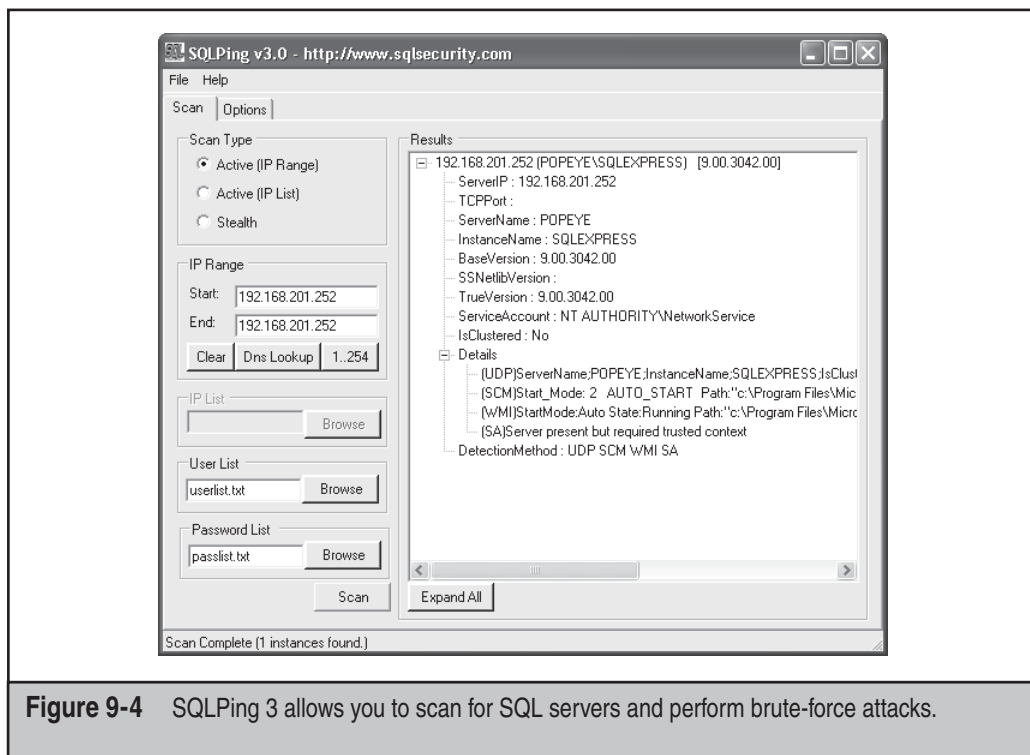 SQLPing v3.0 - http://www.sqlsecurity.com
File Help
Scan Options
Scan Type
Active (IP Range)
Active (IP List)
Stealth
IP Range
Start: 192.168.201.252
End: 192.168.201.252
Clear Dns Lookup 1..254
IP List
Browse
User List
userlist.txt Browse
Password List
passlist.txt Browse
Scan
Results
192.168.201.252 (POPEYE\SQLEXPRESS) [9.00.3042.00]
ServerIP : 192.168.201.252
TCPPort :
ServerName : POPEYE
InstanceName : SQLEXPRESS
BaseVersion : 9.00.3042.00
SSNetlibVersion :
TrueVersion : 9.00.3042.00
ServiceAccount : NT AUTHORITY\NetworkService
IsClustered : No
Details
(UDP)ServerName;POPEYE;InstanceName;SQLEXPRESS;IsClust
(SCM)Start_Mode: 2 AUTO_START Path:"c:\Program Files\Mic
(WMI)StartMode:Auto State:Running Path:"c:\Program Files\Micro
(SA)Server present but required trusted context
DetectionMethod : UDP SCM WMI SA
Expand All
Scan Complete (1 instances found.)
Figure 9-4 SQLPing 3 allows you to scan for SQL servers and perform brute-force attacks.